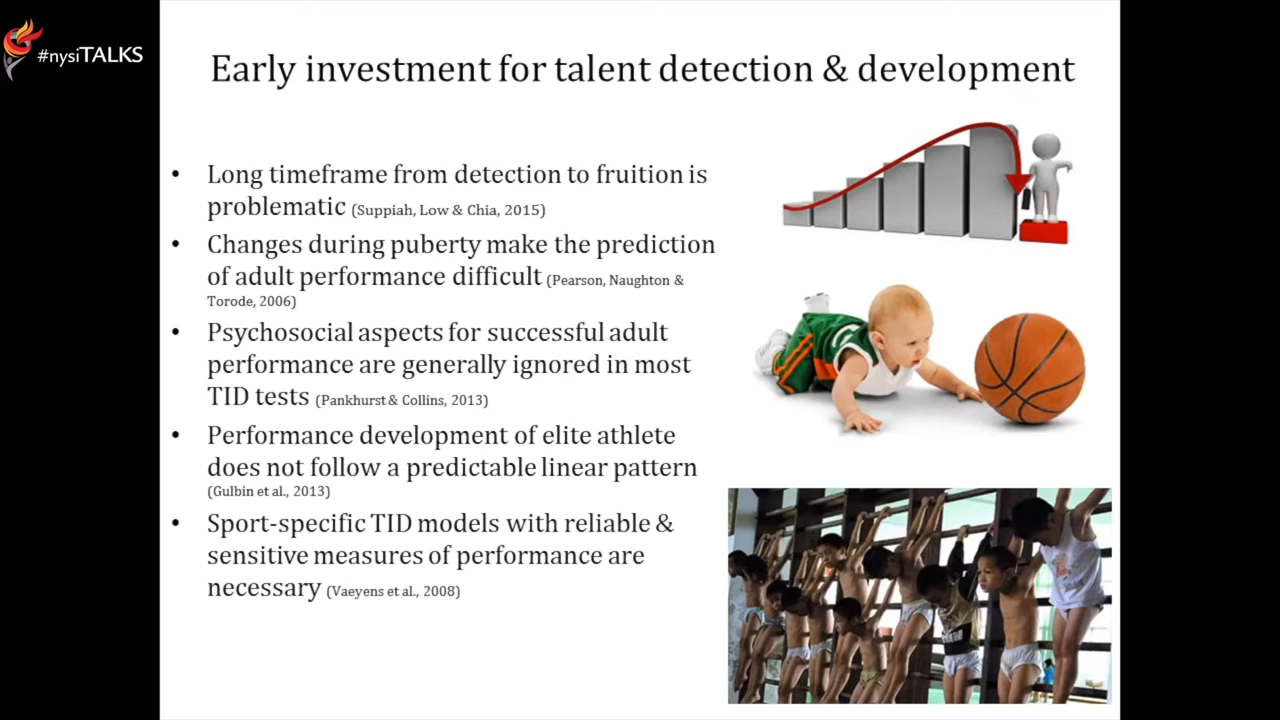 #nysiTALKS
Early investment for talent detection & development
• Long timeframe from detection to fruition is
problematic (Suppiah, Low & Chia, 2015)
• Changes during puberty make the prediction
of adult performance difficult (Pearson, Naughton &
Torode, 2006)
• Psychosocial aspects for successful adult
performance are generally ignored in most
TID tests (Pankhurst & Collins, 2013)
• Performance development of elite athlete
does not follow a predictable linear pattern
(Gulbin et al., 2013)
• Sport-specific TID models with reliable &
sensitive measures of performance are
necessary (Vaeyens et al., 2008)